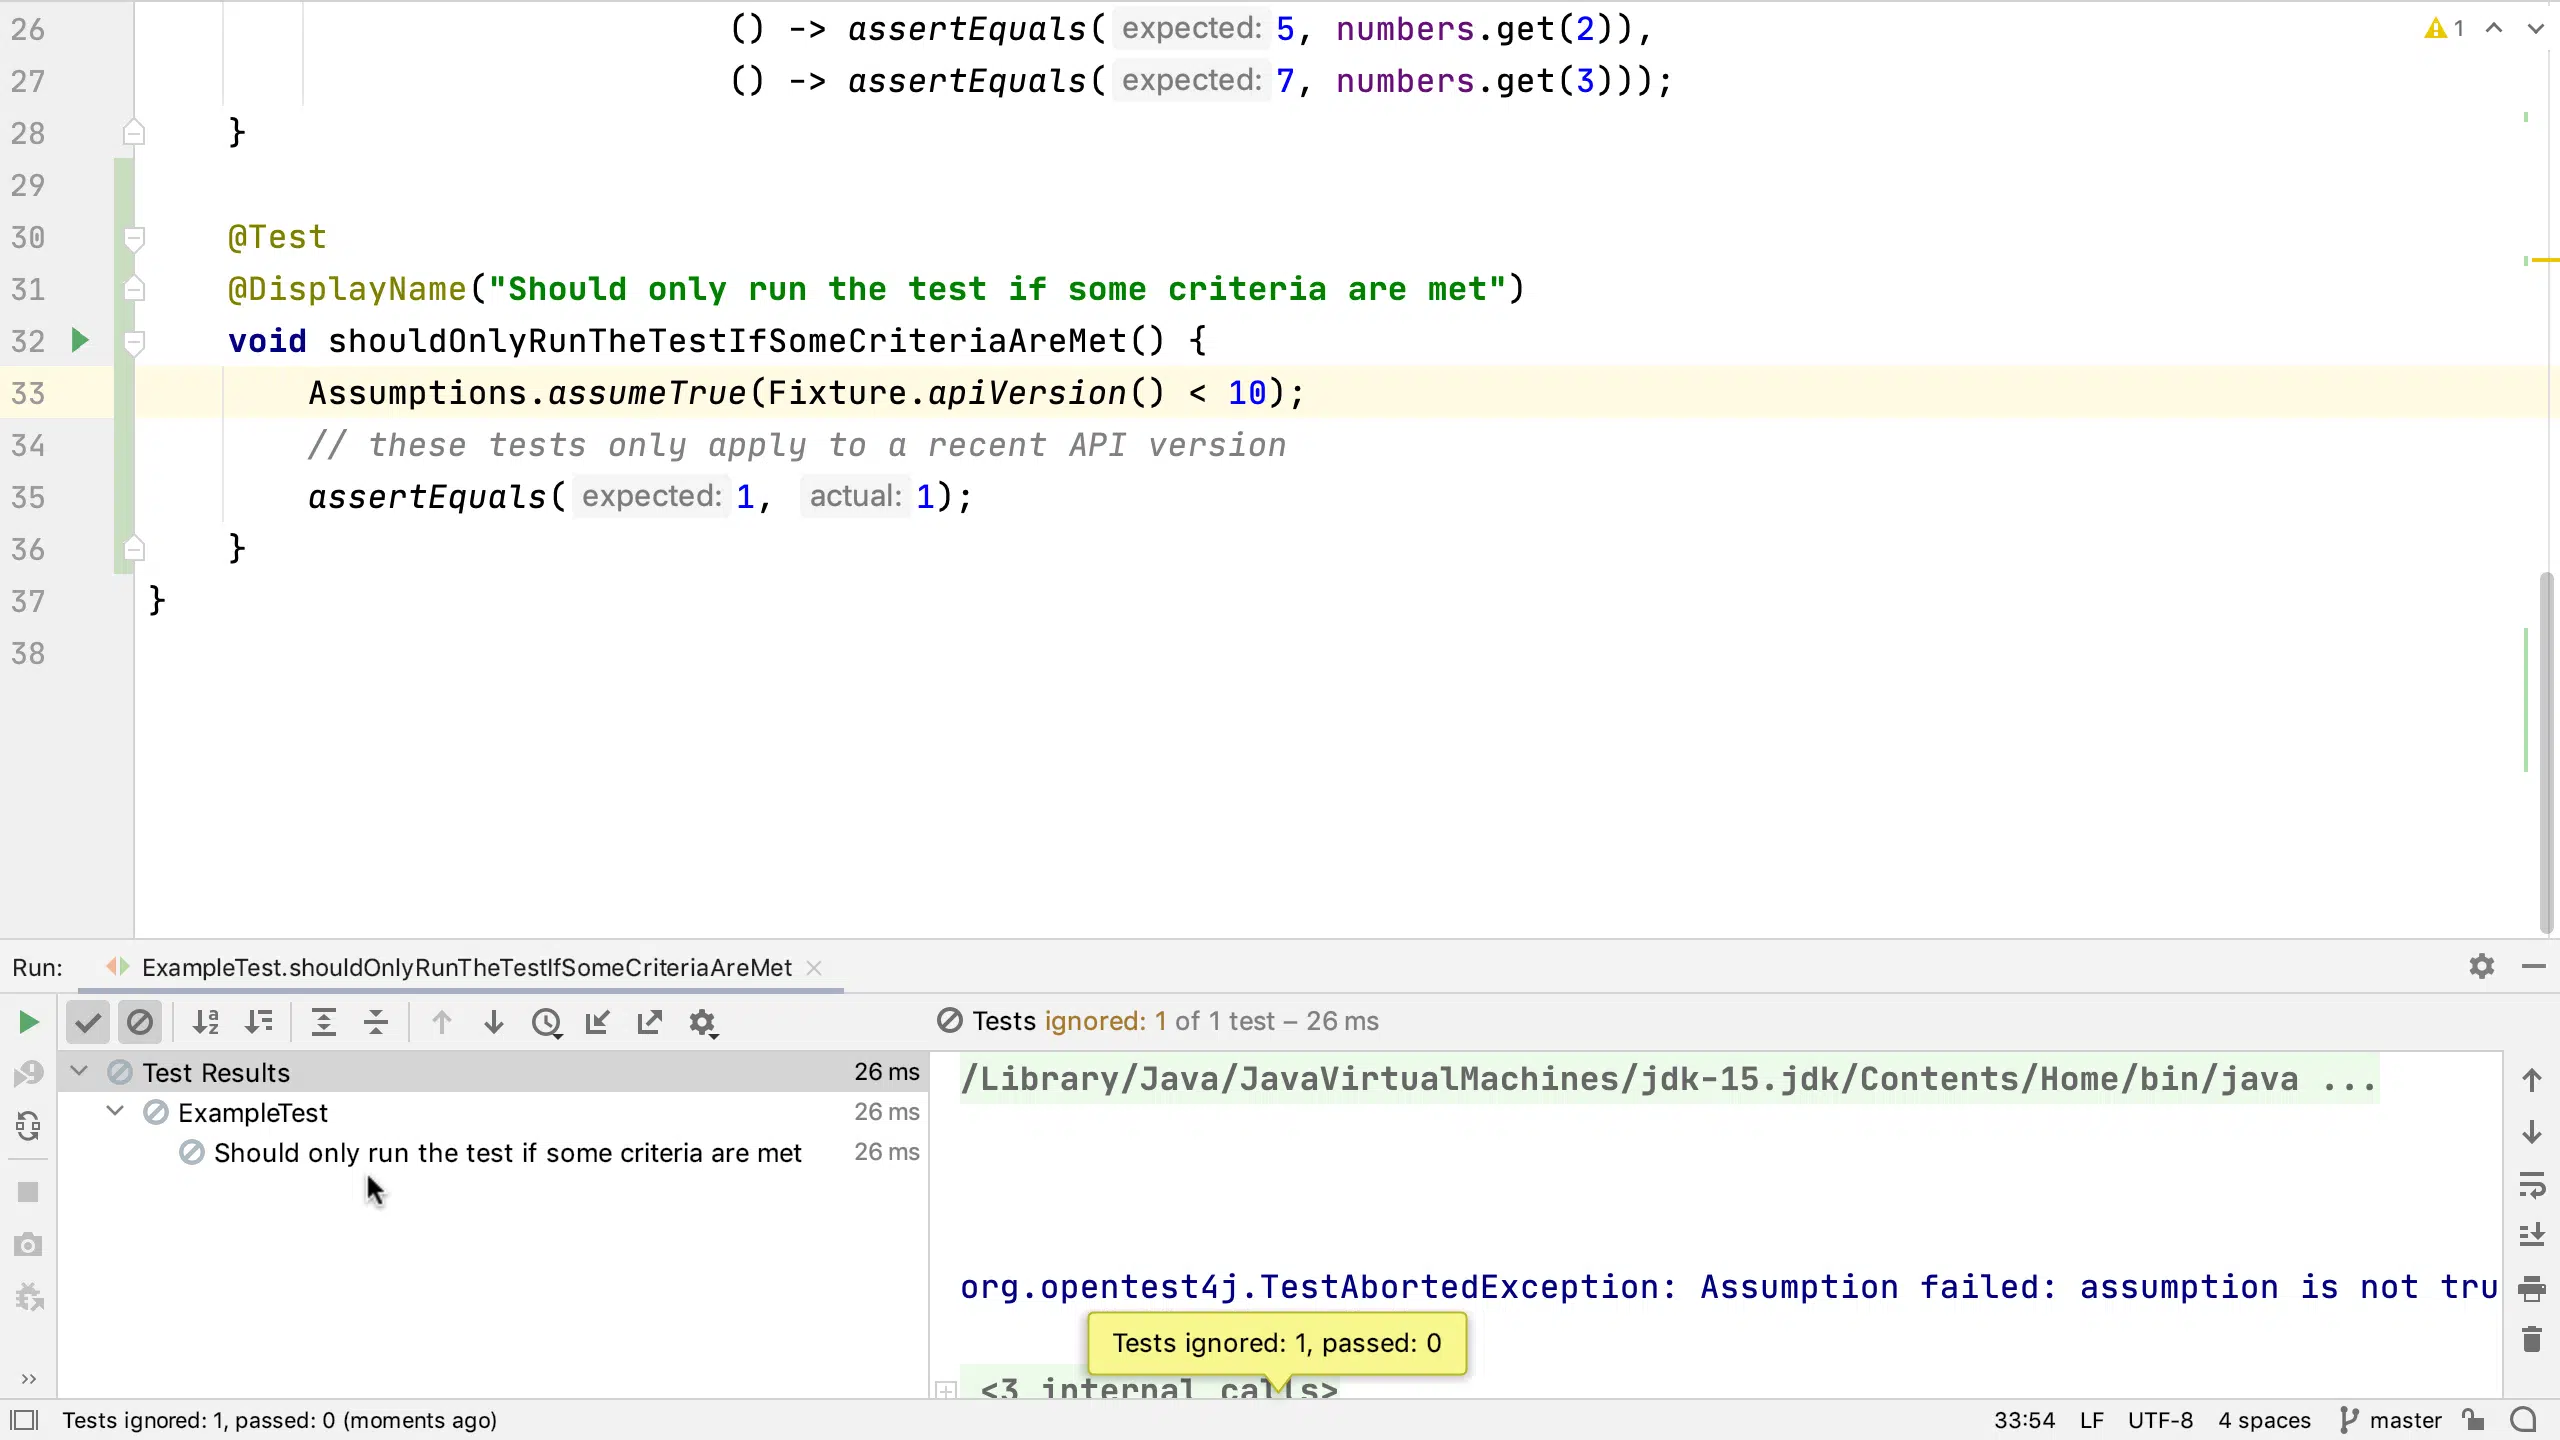 26 () -> assertEquals( expected: 5, numbers.get(2)), 1
27 () -> assertEquals( expected: 7, numbers.get(3)));
28 }
29
30 @Test
31 @DisplayName("Should only run the test if some criteria are met")
32 void shouldOnlyRunTheTestIfSomeCriteriaAreMet() {
33 Assumptions.assumeTrue(Fixture.apiVersion() < 10);
34 // these tests only apply to a recent API version
35 assertEquals( expected: 1, actual: 1);
36 }
37 }
38
Run: ExampleTest.shouldOnlyRunTheTestIfSomeCriteriaAreMet
Tests ignored: 1 of 1 test – 26 ms
Test Results 26 ms
ExampleTest 26 ms
Should only run the test if some criteria are met 26 ms
/Library/Java/JavaVirtualMachines/jdk-15.jdk/Contents/Home/bin/java ...
org.opentest4j.TestAbortedException: Assumption failed: assumption is not tru
Tests ignored: 1, passed: 0
<3 internal calls>
Tests ignored: 1, passed: 0 (moments ago) 33:54 LF UTF-8 4 spaces master